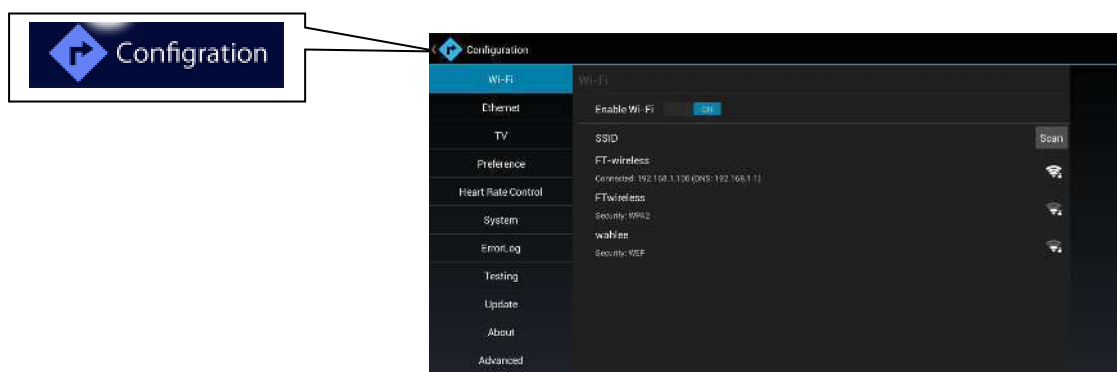 Configration
Configuration
Wi-Fi
Ethernet
TV
Preference
Heart Rate Control
System
ErrorLog
Testing
Update
About
Advanced
Wi-Fi
Enable Wi-Fi ON
SSID Scan
FT-wireless
Connected: 192.168.1.100 (DNS: 192.168.1.1)
FTwireless
Security: WPA2
wahlee
Security: WEP